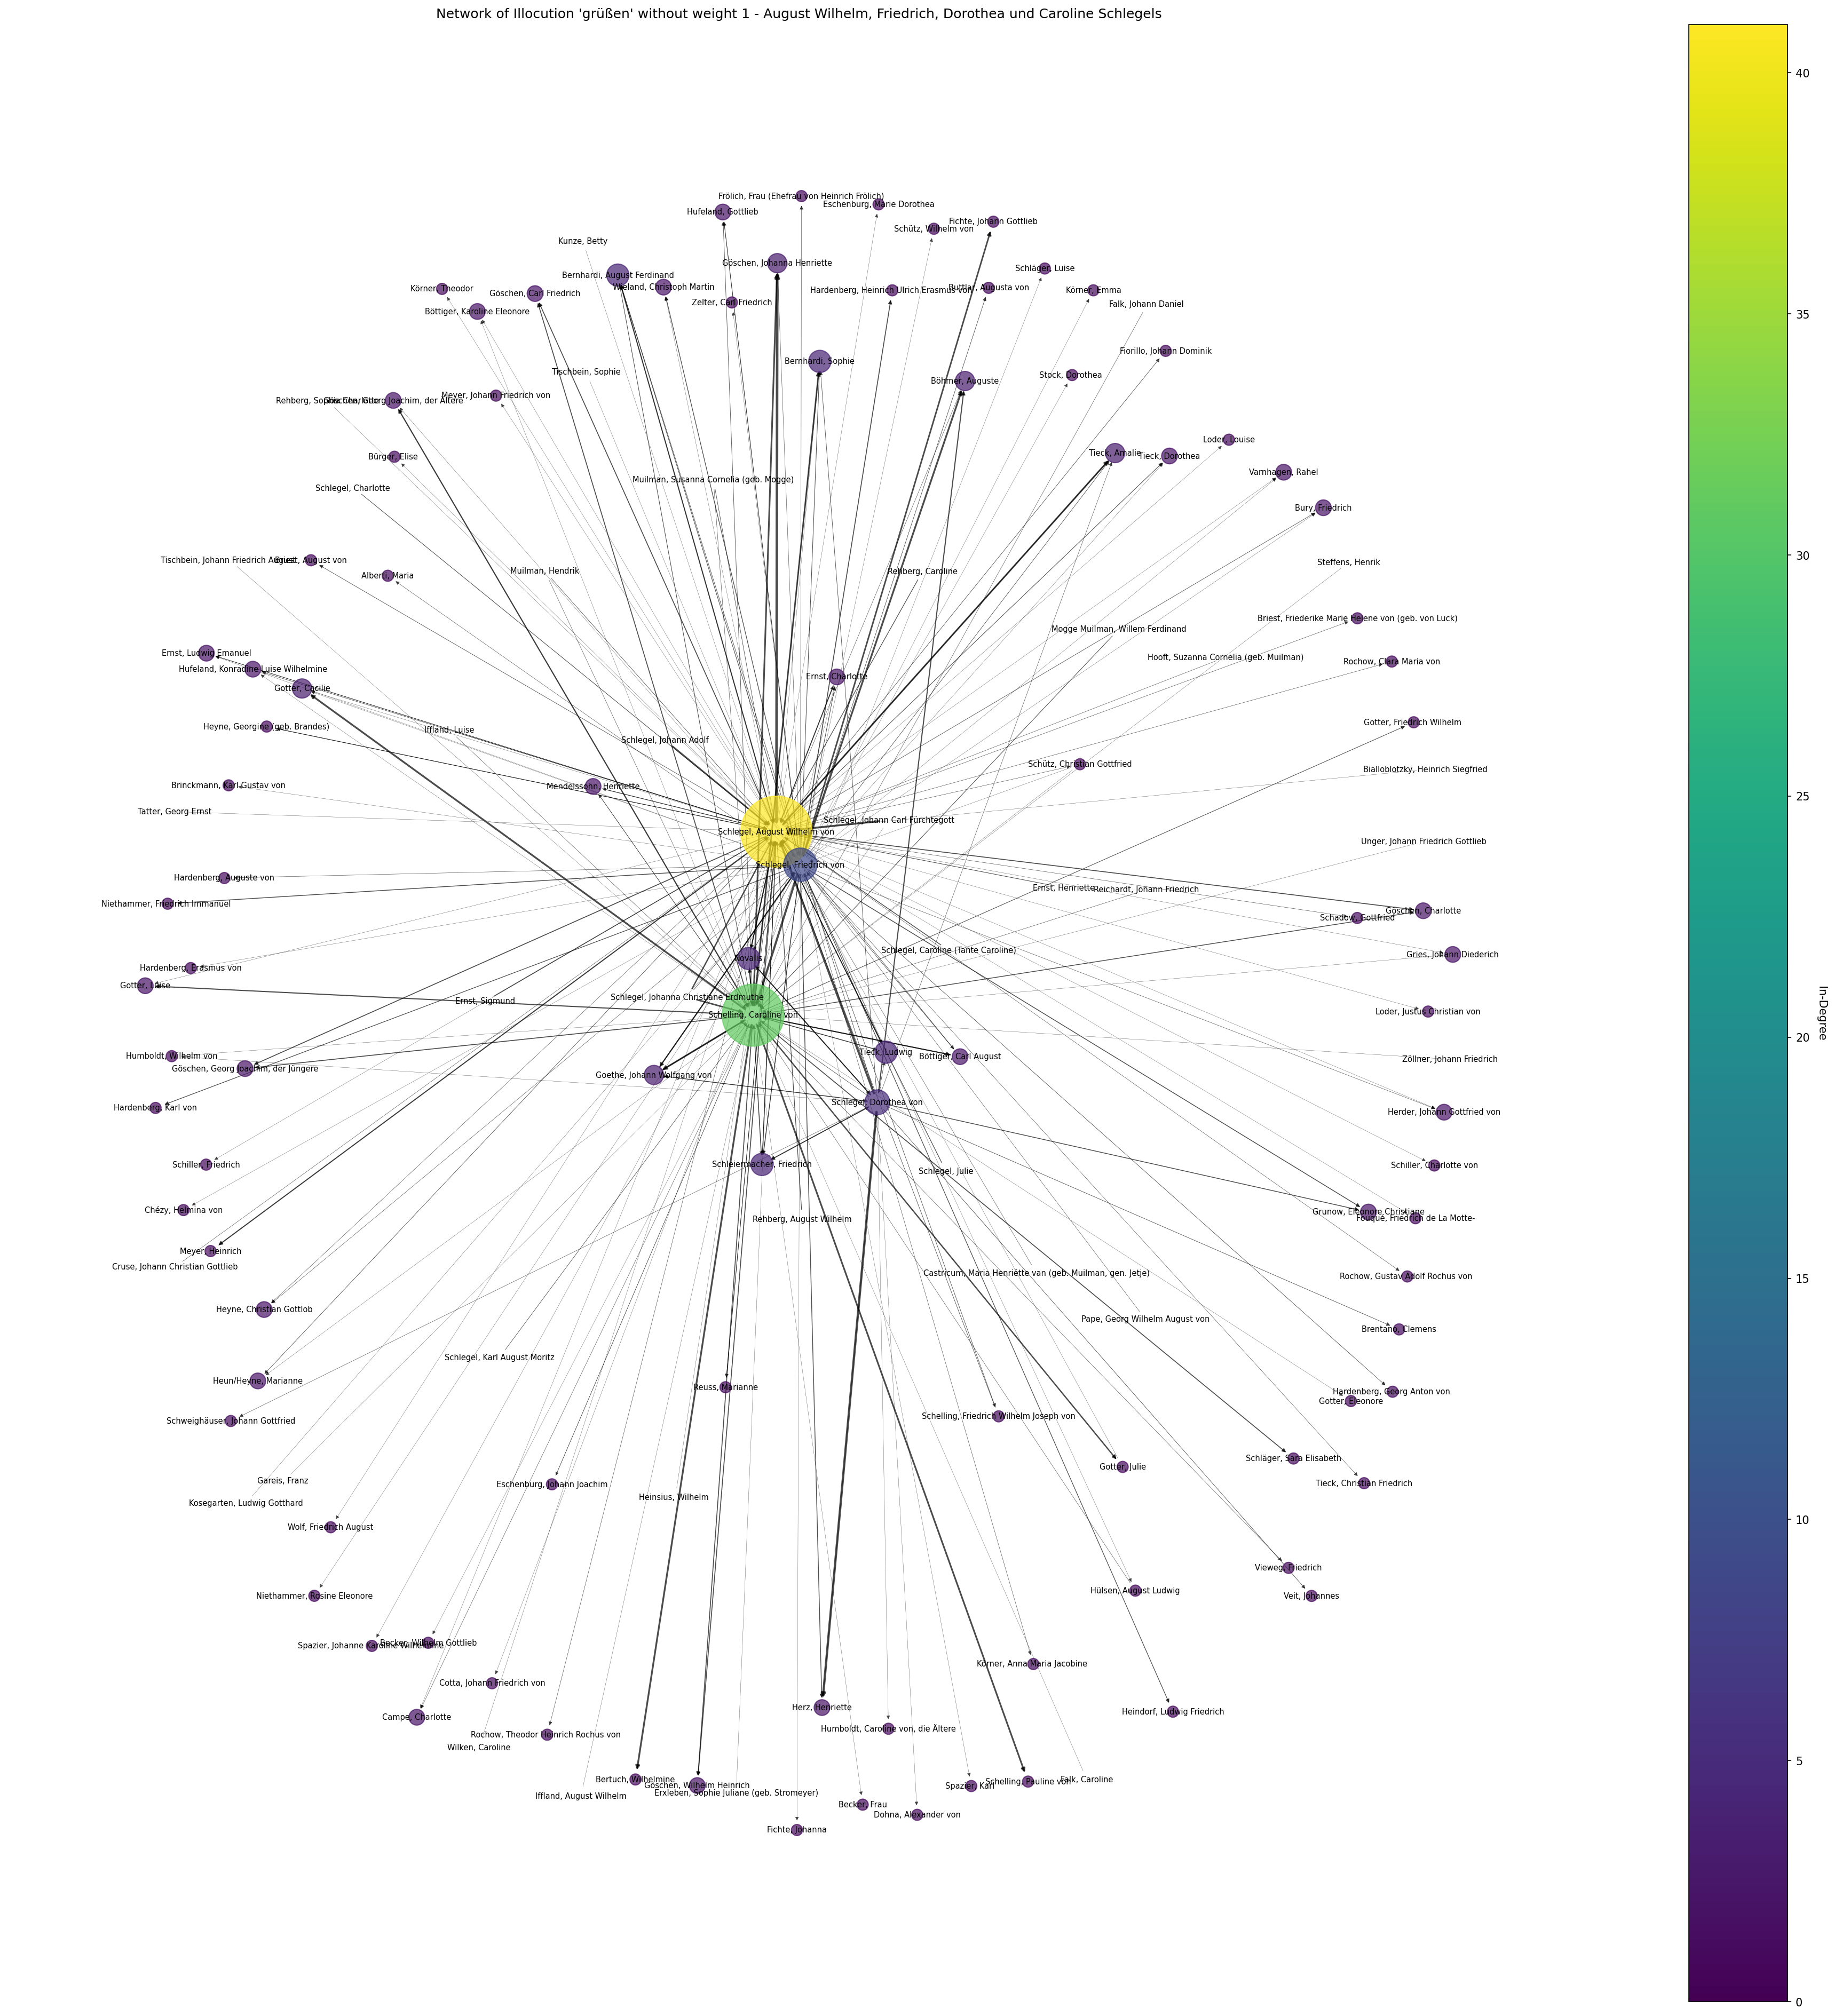 Network of Illocution 'grüßen' without weight 1 - August Wilhelm, Friedrich, Dorothea und Caroline Schlegels
Frölich, Frau (Ehefrau von Heinrich Frölich)
Eschenburg, Marie Dorothea
Hufeland, Gottlieb
Fichte, Johann Gottlieb
Schütz, Wilhelm von
Kunze, Betty
Göschen, Johanna Henriette
Schläger, Luise
Bernhardi, August Ferdinand
Wieland, Christoph Martin
Körner, Theodor
Göschen, Carl Friedrich
Hardenberg, Heinrich Ulrich Erasmus von
Buttlar, Augusta von
Körner, Emma
Zelter, Carl Friedrich
Falk, Johann Daniel
Böttiger, Karoline Eleonore
Fiorillo, Johann Dominik
Bernhardi, Sophie
Tischbein, Sophie
Stock, Dorothea
Böhmer, Auguste
Meyer, Johann Friedrich von
Rehberg, Sophia Charlotte
Göschen, Georg Joachim, der Ältere
Loder, Louise
Tieck, Amalie
Tieck, Dorothea
Bürger, Elise
Varnhagen, Rahel
Muilman, Susanna Cornelia (geb. Mogge)
Schlegel, Charlotte
Bury, Friedrich
Tischbein, Johann Friedrich August
Briest, August von
Steffens, Henrik
Muilman, Hendrik
Rehberg, Caroline
Alberti, Maria
Briest, Friederike Marie Helene von (geb. von Luck)
Mogge Muilman, Willem Ferdinand
Ernst, Ludwig Emanuel
Hooft, Suzanna Cornelia (geb. Muilman)
Rochow, Clara Maria von
Hufeland, Konradine Luise Wilhelmine
Ernst, Charlotte
Gotter, Cäcilie
Gotter, Friedrich Wilhelm
Heyne, Georgine (geb. Brandes)
Iffland, Luise
Schlegel, Johann Adolf
Schütz, Christian Gottfried
Bialloblotzky, Heinrich Siegfried
Brinckmann, Karl Gustav von
Mendelssohn, Henriette
Tatter, Georg Ernst
Schlegel, Johann Carl Fürchtegott
Schlegel, August Wilhelm von
Unger, Johann Friedrich Gottlieb
Schlegel, Friedrich von
Hardenberg, Auguste von
Ernst, Henriette
Reichardt, Johann Friedrich
Niethammer, Friedrich Immanuel
Göschen, Charlotte
Schadow, Gottfried
Schlegel, Caroline (Tante Caroline)
Gries, Johann Diederich
Novalis
Hardenberg, Erasmus von
Gotter, Luise
Schlegel, Johanna Christiane Erdmuthe
Ernst, Sigmund
Loder, Justus Christian von
Schelling, Caroline von
Tieck, Ludwig
Humboldt, Wilhelm von
Böttiger, Carl August
Zöllner, Johann Friedrich
Göschen, Georg Joachim, der Jüngere
Goethe, Johann Wolfgang von
Schlegel, Dorothea von
Hardenberg, Karl von
Herder, Johann Gottfried von
Schiller, Friedrich
Schleiermacher, Friedrich
Schiller, Charlotte von
Schlegel, Julie
Chézy, Helmina von
Grunow, Eleonore Christiane
Fouqué, Friedrich de La Motte-
Rehberg, August Wilhelm
Meyer, Heinrich
Cruse, Johann Christian Gottlieb
Castricum, Maria Henriëtte van (geb. Muilman, gen. Jetje)
Rochow, Gustav Adolf Rochus von
Heyne, Christian Gottlob
Pape, Georg Wilhelm August von
Brentano, Clemens
Schlegel, Karl August Moritz
Heun/Heyne, Marianne
Reuss, Marianne
Hardenberg, Georg Anton von
Gotter, Eleonore
Schelling, Friedrich Wilhelm Joseph von
Schweighäuser, Johann Gottfried
Schläger, Sara Elisabeth
Gotter, Julie
Gareis, Franz
Eschenburg, Johann Joachim
Tieck, Christian Friedrich
Heinsius, Wilhelm
Kosegarten, Ludwig Gotthard
Wolf, Friedrich August
Vieweg, Friedrich
Hülsen, August Ludwig
Niethammer, Rosine Eleonore
Veit, Johannes
Spazier, Johanne Karoline Wilhelmine
Becker, Wilhelm Gottlieb
Körner, Anna Maria Jacobine
Cotta, Johann Friedrich von
Herz, Henriette
Heindorf, Ludwig Friedrich
Campe, Charlotte
Humboldt, Caroline von, die Ältere
Rochow, Theodor Heinrich Rochus von
Wilken, Caroline
Bertuch, Wilhelmine
Göschen, Wilhelm Heinrich
Schelling, Pauline von
Falk, Caroline
Spazier, Karl
Erxleben, Sophie Juliane (geb. Stromeyer)
Iffland, August Wilhelm
Becker, Frau
Dohna, Alexander von
Fichte, Johanna
40
35
30
25
20
15
10
5
0
In-Degree